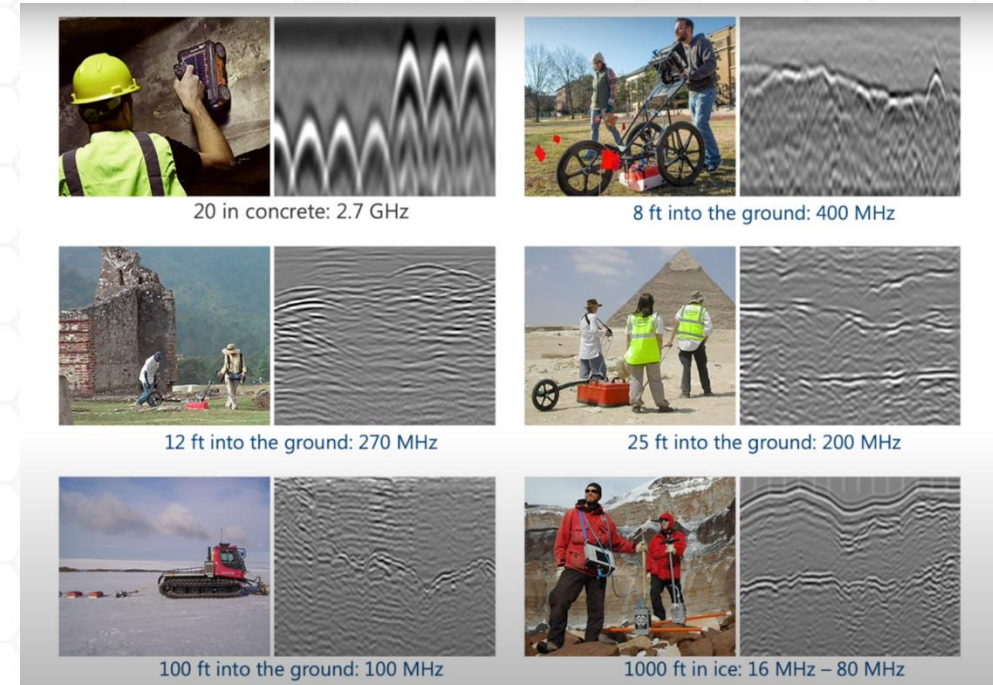 20 in concrete: 2.7 GHz
8 ft into the ground: 400 MHz
12 ft into the ground: 270 MHz
25 ft into the ground: 200 MHz
100 ft into the ground: 100 MHz
1000 ft in ice: 16 MHz – 80 MHz